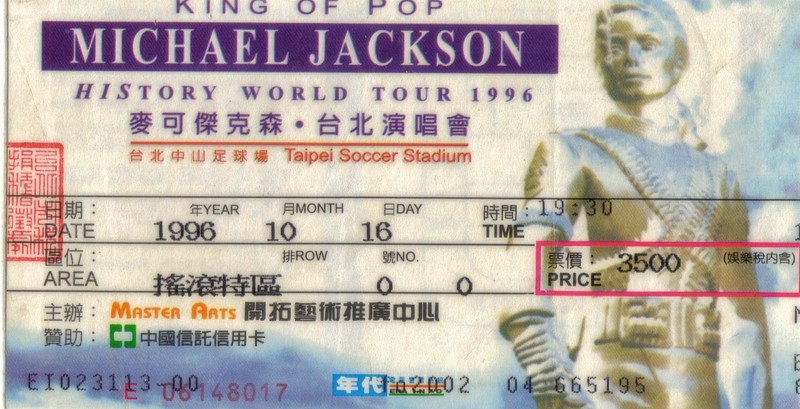 KING OF POP
MICHAEL JACKSON
HISTORY WORLD TOUR 1996
麥可傑克森・台北演唱會
台北中山足球場 Taipei Soccer Stadium
日期： 年YEAR 月MONTH 日DAY 時間：19:30
DATE 1996 10 16 TIME
區位： 排ROW 號NO. 票價： 3500 (娛樂稅內含)
AREA 搖滾特區 0 0 PRICE
主辦： MASTER ARTS 開拓藝術推廣中心
贊助： 中國信託信用卡
EI023113-00 年代 04 665195
E 06148017